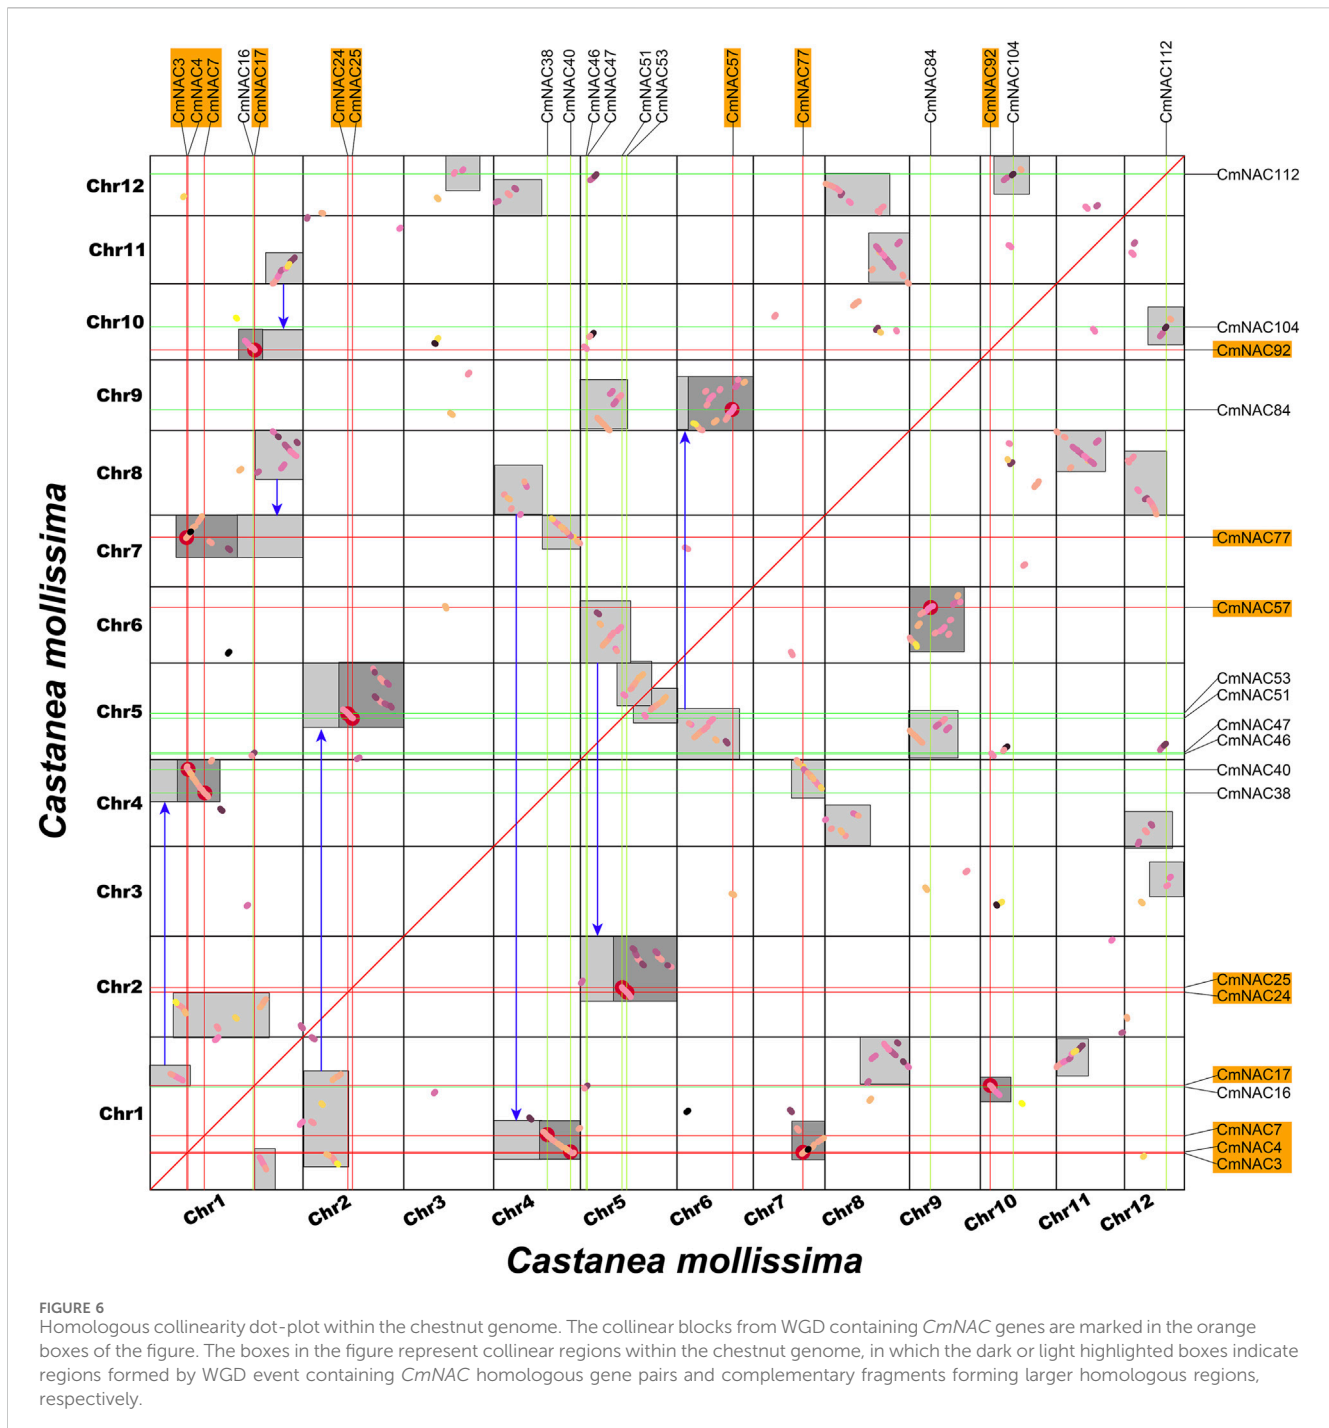 CmNAC3
CmNAC4
CmNAC7
CmNAC16
CmNAC17
CmNAC24
CmNAC25
CmNAC38
CmNAC40
CmNAC46
CmNAC47
CmNAC51
CmNAC53
CmNAC57
CmNAC77
CmNAC84
CmNAC92
CmNAC104
CmNAC112
Chr12
Chr11
Chr10
Chr9
Chr8
Chr7
Chr6
Chr5
Chr4
Chr3
Chr2
Chr1
Castanea mollissima
CmNAC112
CmNAC104
CmNAC92
CmNAC84
CmNAC77
CmNAC57
CmNAC53
CmNAC51
CmNAC47
CmNAC46
CmNAC40
CmNAC38
CmNAC25
CmNAC24
CmNAC17
CmNAC16
CmNAC7
CmNAC4
CmNAC3
Chr1
Chr2
Chr3
Chr4
Chr5
Chr6
Chr7
Chr8
Chr9
Chr10
Chr11
Chr12
Castanea mollissima
FIGURE 6
Homologous collinearity dot-plot within the chestnut genome. The collinear blocks from WGD containing CmNAC genes are marked in the orange
boxes of the figure. The boxes in the figure represent collinear regions within the chestnut genome, in which the dark or light highlighted boxes indicate
regions formed by WGD event containing CmNAC homologous gene pairs and complementary fragments forming larger homologous regions,
respectively.